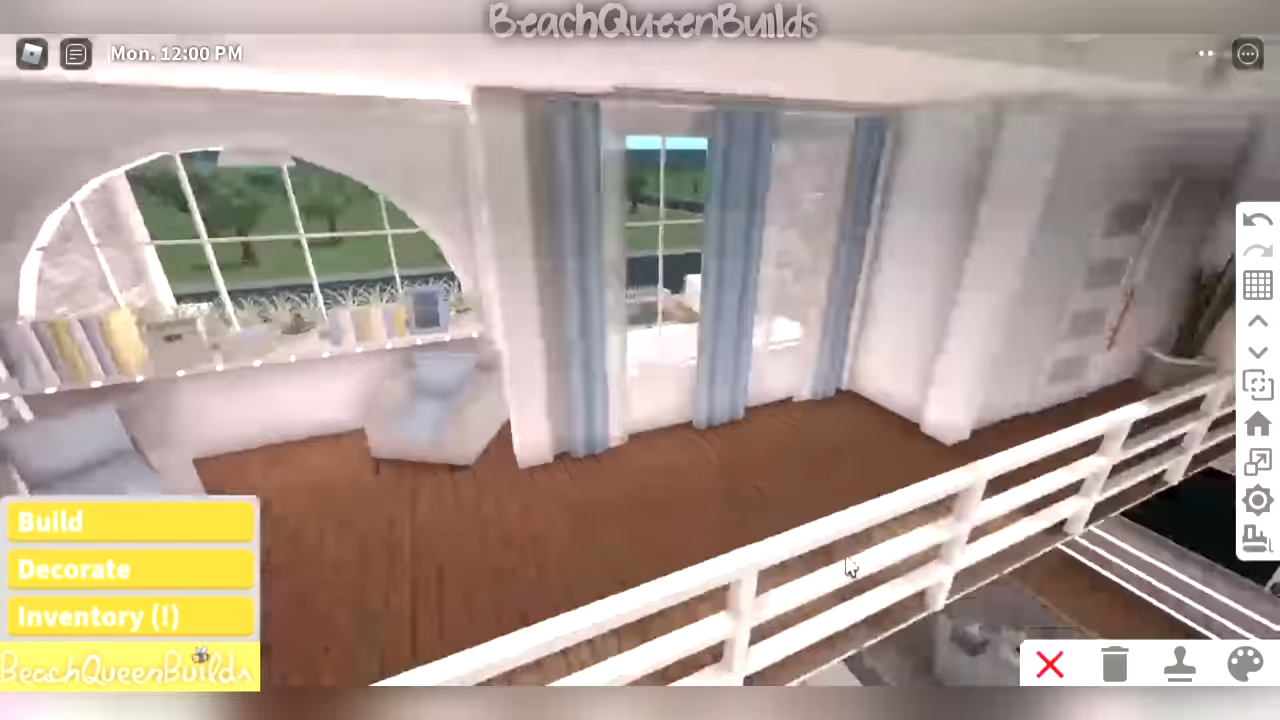 BeachQueenBuilds
Mon. 12:00 PM
Build
Decorate
Inventory (!)
BeachQueenBuilds